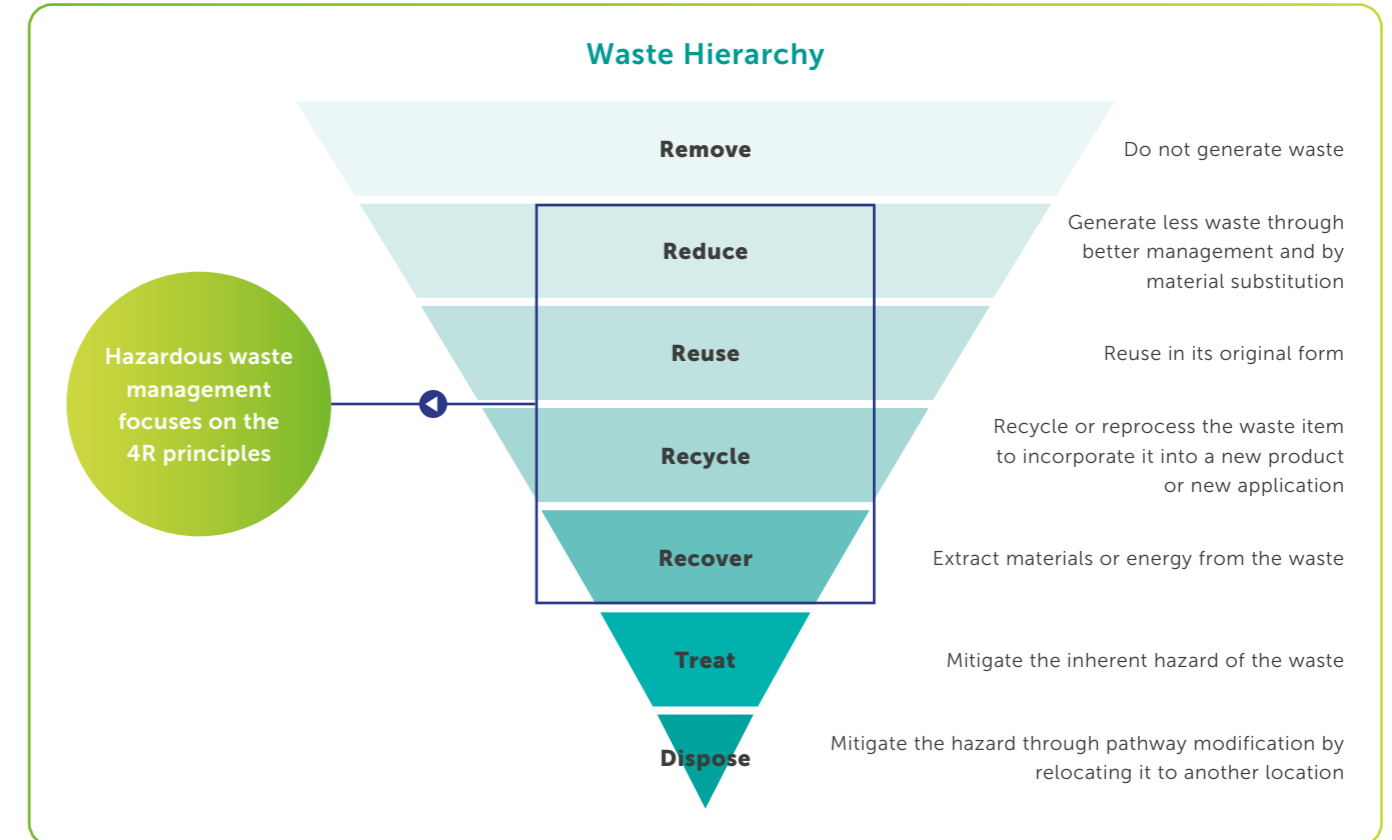 Waste Hierarchy
Remove
Do not generate waste
Reduce
Generate less waste through
better management and by
material substitution
Hazardous waste
management
focuses on the
4R principles
Reuse
Reuse in its original form
Recycle
Recycle or reprocess the waste item
to incorporate it into a new product
or new application
Recover
Extract materials or energy from the waste
Treat
Mitigate the inherent hazard of the waste
Dispose
Mitigate the hazard through pathway modification by
relocating it to another location